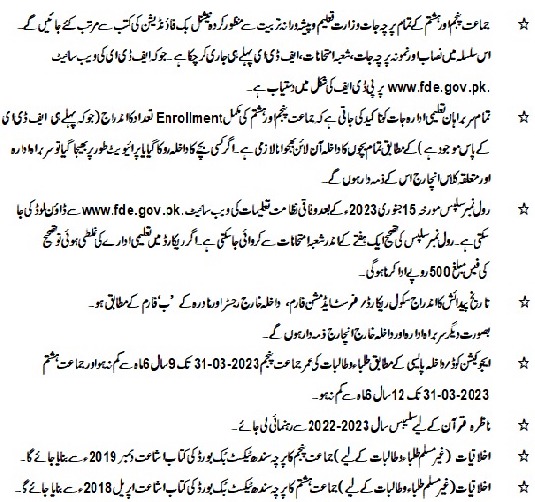 ☆ جماعت پنجم اور ہشتم کے تمام پرچہ جات وزارت تعلیم و پیشہ ورانہ تربیت سے منظور کردہ نیشنل بک فاؤنڈیشن کی کتب سے مرتب کئے جائیں گے۔
اس سلسلہ میں نصاب اور نمونہ پرچہ جات، شعبہ امتحانات، ایف ڈی ای پہلے ہی جاری کر چکا ہے۔ جو کہ ایف ڈی ای کی ویب سائیٹ
www.fde.gov.pk. پر پی ڈی ایف کی شکل میں دستیاب ہے۔
☆ تمام سربراہان تعلیمی ادارہ جات کو تاکید کی جاتی ہے کہ جماعت پنجم اور ہشتم کی مکمل Enrollment تعداد کا اندراج (جو کہ پہلے ہی ایف ڈی ای
کے پاس موجود ہے) کے مطابق تمام بچوں کا داخلہ آن لائن بھجوانا لازمی ہے۔ اگر کسی بچے کا داخلہ روکا گیا یا پرائیویٹ طور پر بھیجا گیا تو سربراہ ادارہ
اور متعلقہ کلاس انچارج اس کے ذمہ دار ہوں گے۔
☆ رول نمبر سلپس مورخہ 15 جنوری 2023ء کے بعد وفاقی نظامت تعلیمات کی ویب سائیٹ .www.fde.gov.pk سے ڈاؤن لوڈ کی جا
سکتی ہے۔ رول نمبر سلپس کی تصحیح ایک ہفتے کے اندر شعبہ امتحانات سے کروائی جا سکتی ہے۔ اگر ریکارڈ میں تعلیمی ادارے کی غلطی ہوئی تو تصحیح
کی فیس مبلغ 500 روپے ادا کرنا ہوگی۔
☆ تاریخ پیدائش کا اندراج سکول ریکارڈ، فرسٹ ایڈمشن فارم، داخلہ خارج رجسٹر اور نادرہ کے 'ب' فارم کے مطابق ہو۔
بصورت دیگر سربراہ ادارہ اور داخلہ خارج انچارج ذمہ دار ہوں گے۔
☆ ایجوکیشن کوڈ داخلہ پالیسی کے مطابق طلباء و طالبات کی عمر جماعت پنجم 31-03-2023 تک 9 سال 6 ماہ سے کم نہ ہو اور جماعت ہشتم
31-03-2023 تک 12 سال 6 ماہ سے کم نہ ہو۔
☆ ناظرہ قرآن کے لیے سلیبس سال 2023-2022 سے رہنمائی لی جائے۔
☆ اخلاقیات (غیر مسلم طلباء و طالبات کے لیے) جماعت پنجم کا پرچہ سندھ ٹیکسٹ بک بورڈ کی کتاب اشاعت دسمبر 2019ء سے بنایا جائے گا۔
☆ اخلاقیات (غیر مسلم طلباء و طالبات کے لیے) جماعت ہشتم کا پرچہ سندھ ٹیکسٹ بک بورڈ کی کتاب اشاعت اپریل 2018ء سے بنایا جائے گا۔